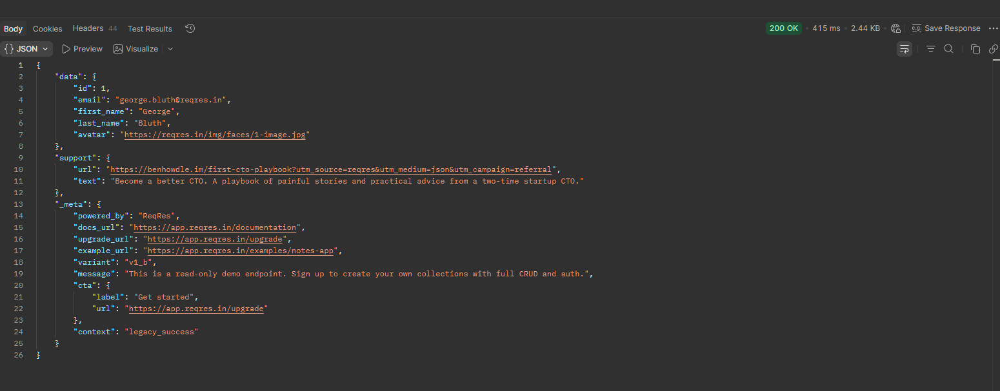 Body Cookies Headers 44 Test Results 200 OK • 415 ms • 2.44 KB • e.g. Save Response •••
{} JSON Preview Visualize
1 {
2 "data": {
3 "id": 1,
4 "email": "george.bluth@reqres.in",
5 "first_name": "George",
6 "last_name": "Bluth",
7 "avatar": "https://reqres.in/img/faces/1-image.jpg"
8 },
9 "support": {
10 "url": "https://benhowdle.im/first-cto-playbook?utm_source=reqres&utm_medium=json&utm_campaign=referral",
11 "text": "Become a better CTO. A playbook of painful stories and practical advice from a two-time startup CTO."
12 },
13 "_meta": {
14 "powered_by": "ReqRes",
15 "docs_url": "https://app.reqres.in/documentation",
16 "upgrade_url": "https://app.reqres.in/upgrade",
17 "example_url": "https://app.reqres.in/examples/notes-app",
18 "variant": "v1_b",
19 "message": "This is a read-only demo endpoint. Sign up to create your own collections with full CRUD and auth.",
20 "cta": {
21 "label": "Get started",
22 "url": "https://app.reqres.in/upgrade"
23 },
24 "context": "legacy_success"
25 }
26 }